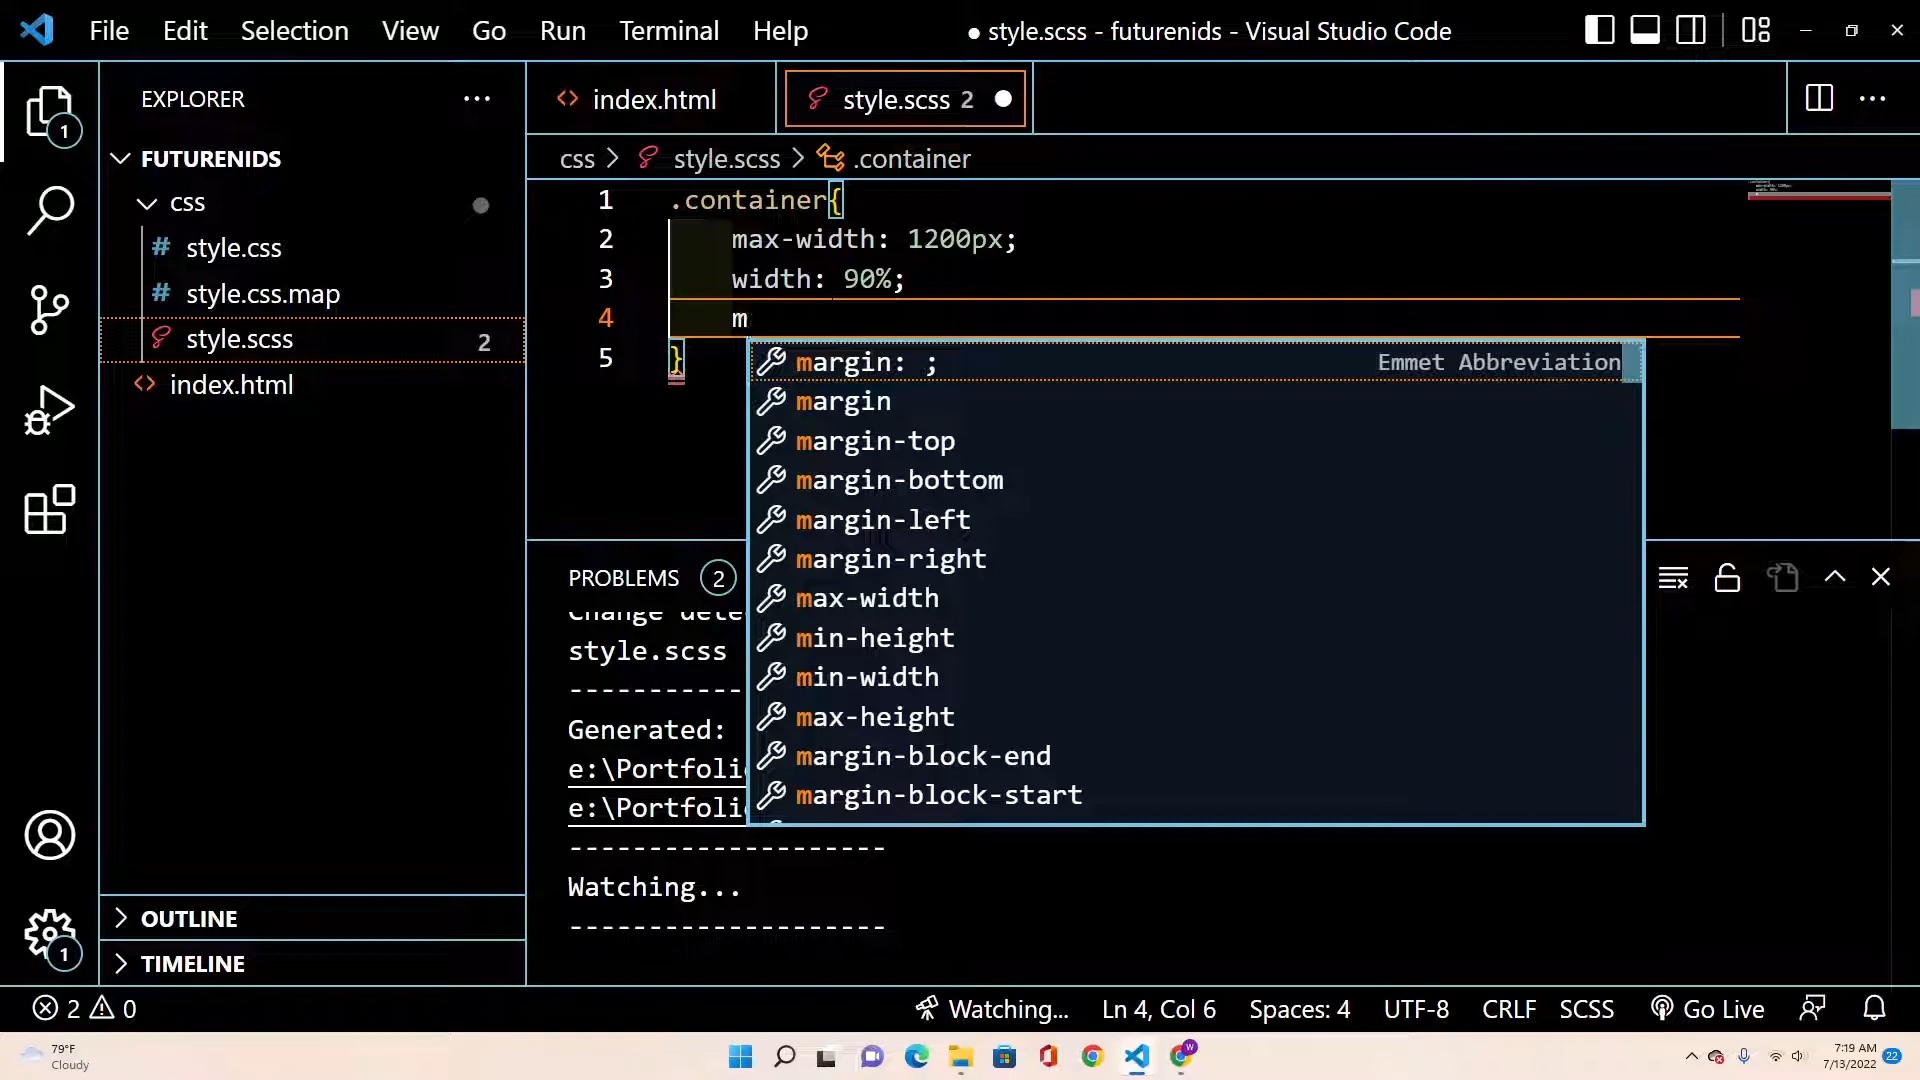 File Edit Selection View Go Run Terminal Help ● style.scss - futurenids - Visual Studio Code
EXPLORER
1
FUTURENIDS
css
style.css
style.css.map
style.scss 2
index.html
OUTLINE
TIMELINE
1
index.html style.scss 2
css > style.scss > .container
1 .container{
2 max-width: 1200px;
3 width: 90%;
4 m
5 }
margin: ; Emmet Abbreviation
margin
margin-top
margin-bottom
margin-left
margin-right
max-width
min-height
min-width
max-height
margin-block-end
margin-block-start
PROBLEMS 2
Change
style.scss
-----------
Generated:
e:\Portfoli
e:\Portfoli
--------------------
Watching...
--------------------
2 0 Watching... Ln 4, Col 6 Spaces: 4 UTF-8 CRLF SCSS Go Live
79°F
Cloudy
W
7:19 AM
7/13/2022
22